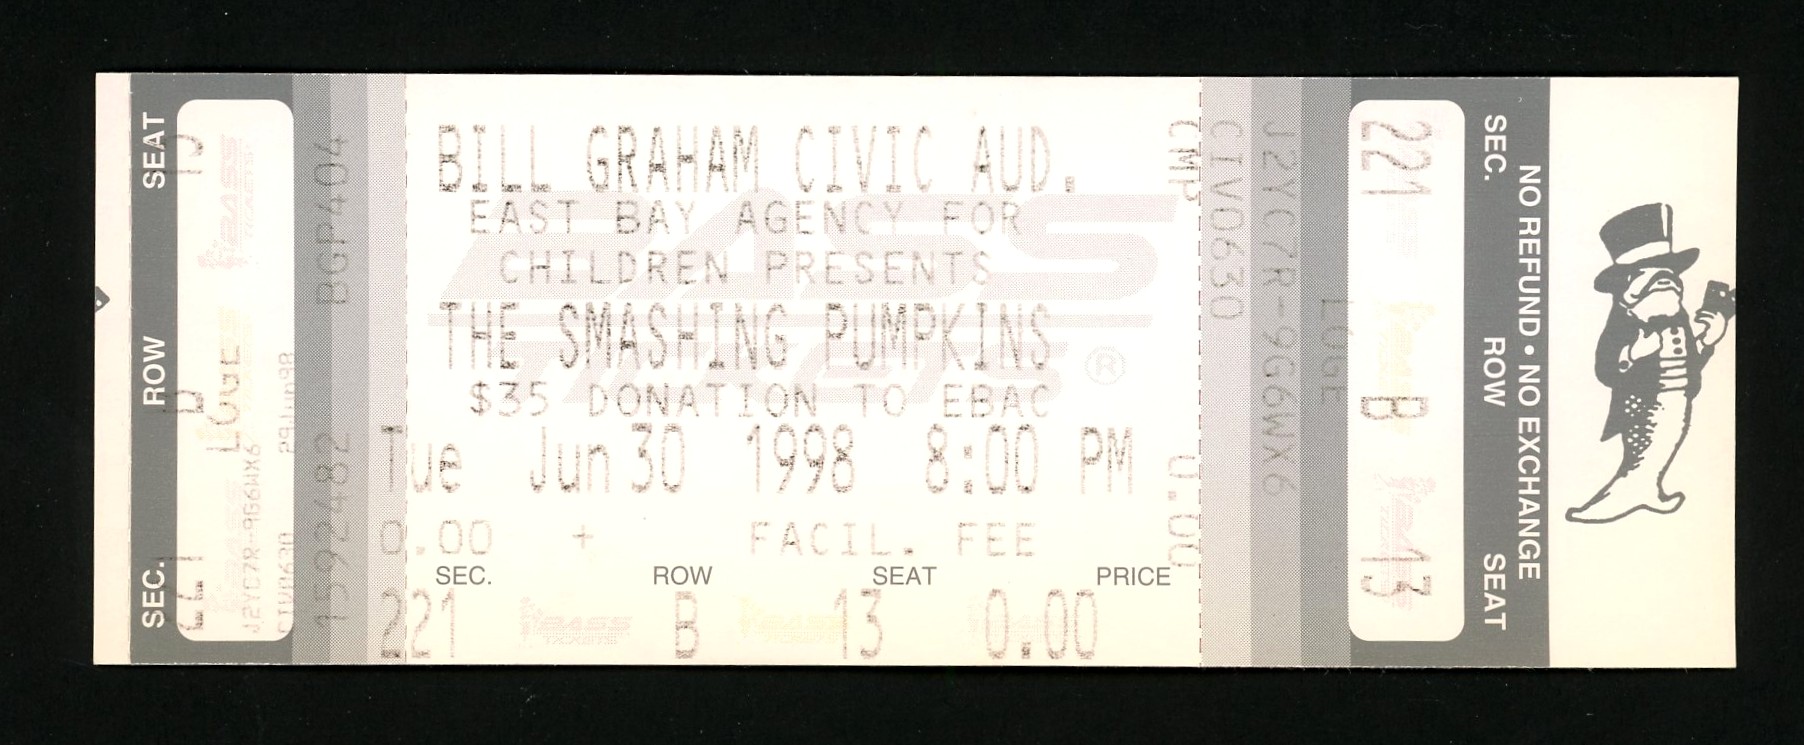 SEAT
ROW
SEC.
LOGE
J2YC7R-9G6WX6
CIV0630
BGP404
1592482
BILL GRAHAM CIVIC AUD.
EAST BAY AGENCY FOR
CHILDREN PRESENTS
THE SMASHING PUMPKINS
$35 DONATION TO EBAC
Tue Jun 30 1998 8:00 PM
0.00 + FACIL. FEE
SEC. ROW SEAT PRICE
221 B 13 0.00
BASS
TICKETS®
CMP
0.00
CIV0630
J2YC7R-9G6WX6
LOGE
221
B
13
SEC.
ROW
SEAT
NO REFUND • NO EXCHANGE